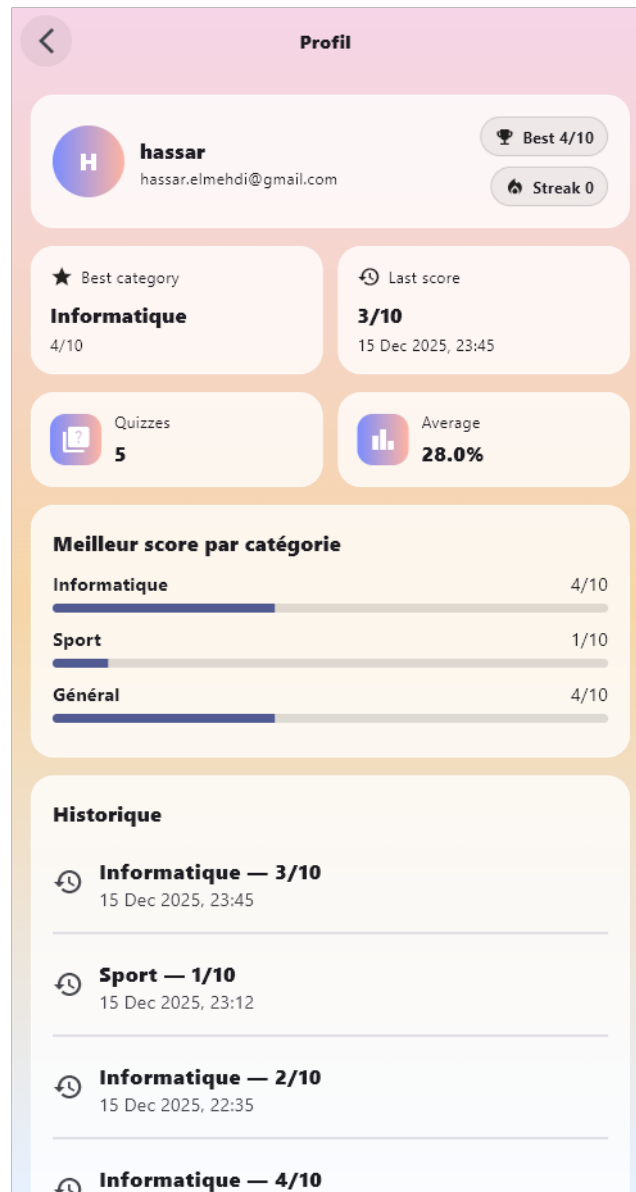 Profil
H
hassar
hassar.elmehdi@gmail.com
Best 4/10
Streak 0
Best category
Informatique
4/10
Last score
3/10
15 Dec 2025, 23:45
Quizzes
5
Average
28.0%
Meilleur score par catégorie
Informatique 4/10
Sport 1/10
Général 4/10
Historique
Informatique — 3/10
15 Dec 2025, 23:45
Sport — 1/10
15 Dec 2025, 23:12
Informatique — 2/10
15 Dec 2025, 22:35
Informatique — 4/10